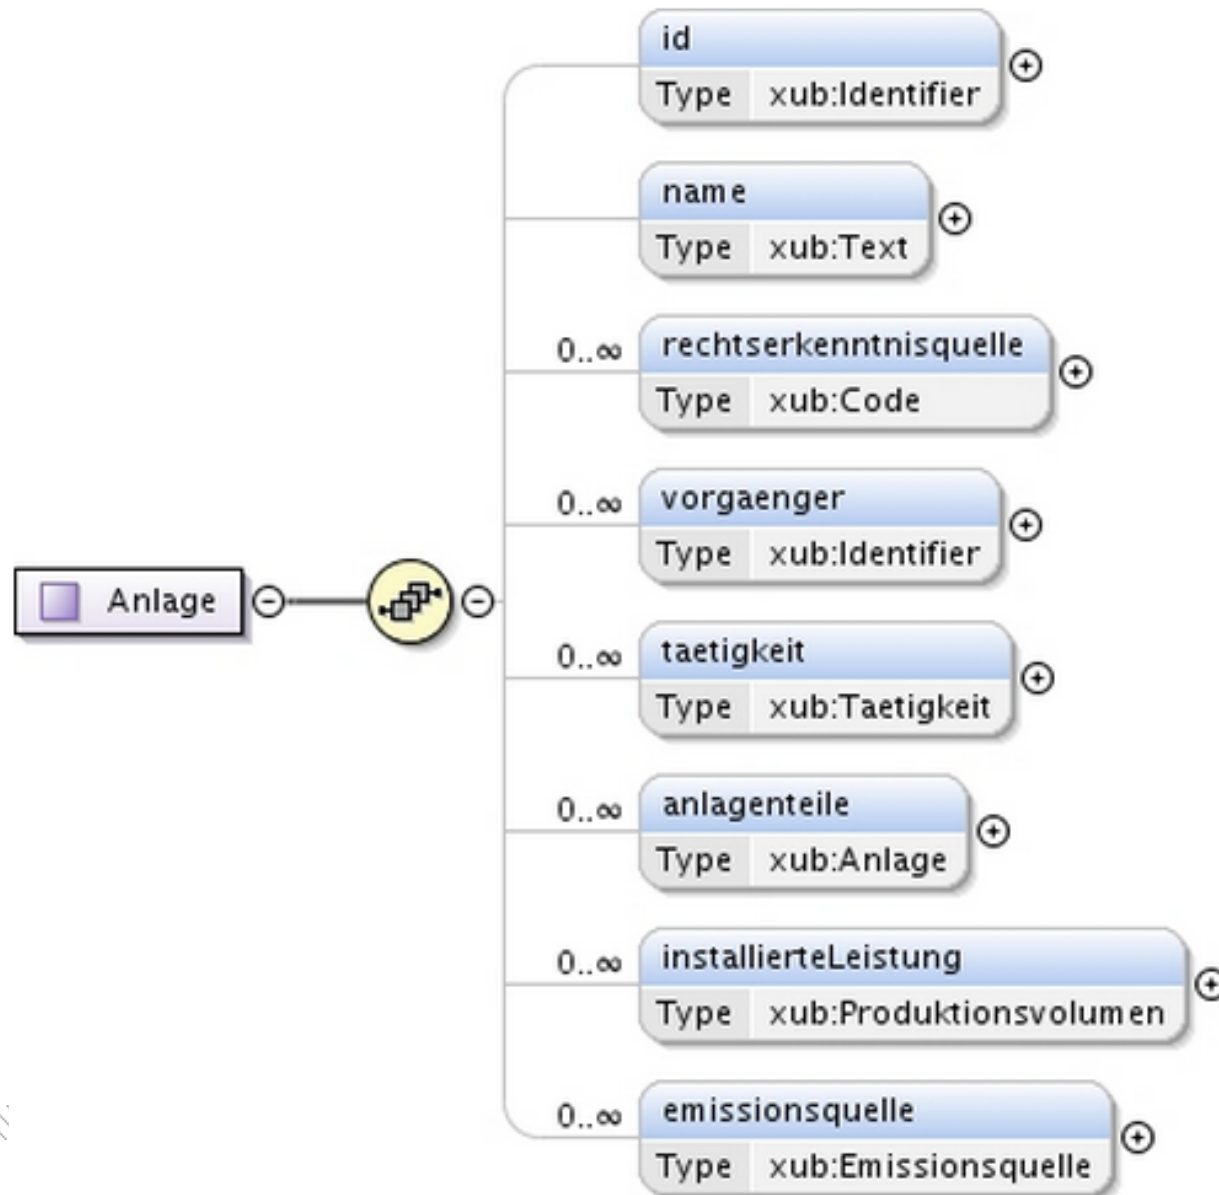 id
Type xub:Identifier
name
Type xub:Text
0..∞ rechtserkenntnisquelle
Type xub:Code
0..∞ vorgaenger
Type xub:Identifier
Anlage
0..∞ taetigkeit
Type xub:Taetigkeit
0..∞ anlagenteile
Type xub:Anlage
0..∞ installierteLeistung
Type xub:Produktionsvolumen
0..∞ emissionsquelle
Type xub:Emissionsquelle